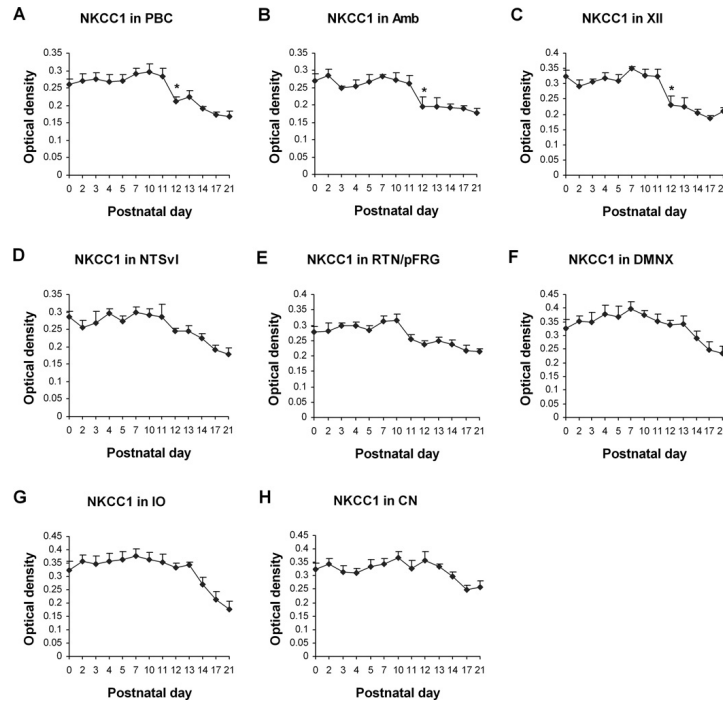 A
NKCC1 in PBC
Optical density
0.35
0.3
0.25
0.2
0.15
0.1
0.05
0
*
0 2 3 4 5 7 10 11 12 13 14 17 21
Postnatal day
B
NKCC1 in Amb
Optical density
0.35
0.3
0.25
0.2
0.15
0.1
0.05
0
*
0 2 3 4 5 7 10 11 12 13 14 17 21
Postnatal day
C
NKCC1 in XII
Optical density
0.4
0.35
0.3
0.25
0.2
0.15
0.1
0.05
0
*
0 2 3 4 5 7 10 11 12 13 14 17
Postnatal day
D
NKCC1 in NTSvl
Optical density
0.35
0.3
0.25
0.2
0.15
0.1
0.05
0
0 2 3 4 5 7 10 11 12 13 14 17 21
Postnatal day
E
NKCC1 in RTN/pFRG
Optical density
0.4
0.35
0.3
0.25
0.2
0.15
0.1
0.05
0
0 2 3 4 5 7 10 11 12 13 14 17 21
Postnatal day
F
NKCC1 in DMNX
Optical density
0.45
0.4
0.35
0.3
0.25
0.2
0.15
0.1
0.05
0
0 2 3 4 5 7 10 11 12 13 14 17
Postnatal day
G
NKCC1 in IO
Optical density
0.45
0.4
0.35
0.3
0.25
0.2
0.15
0.1
0.05
0
0 2 3 4 5 7 10 11 12 13 14 17 21
Postnatal day
H
NKCC1 in CN
Optical density
0.45
0.4
0.35
0.3
0.25
0.2
0.15
0.1
0.05
0
0 2 3 4 5 7 10 11 12 13 14 17 21
Postnatal day